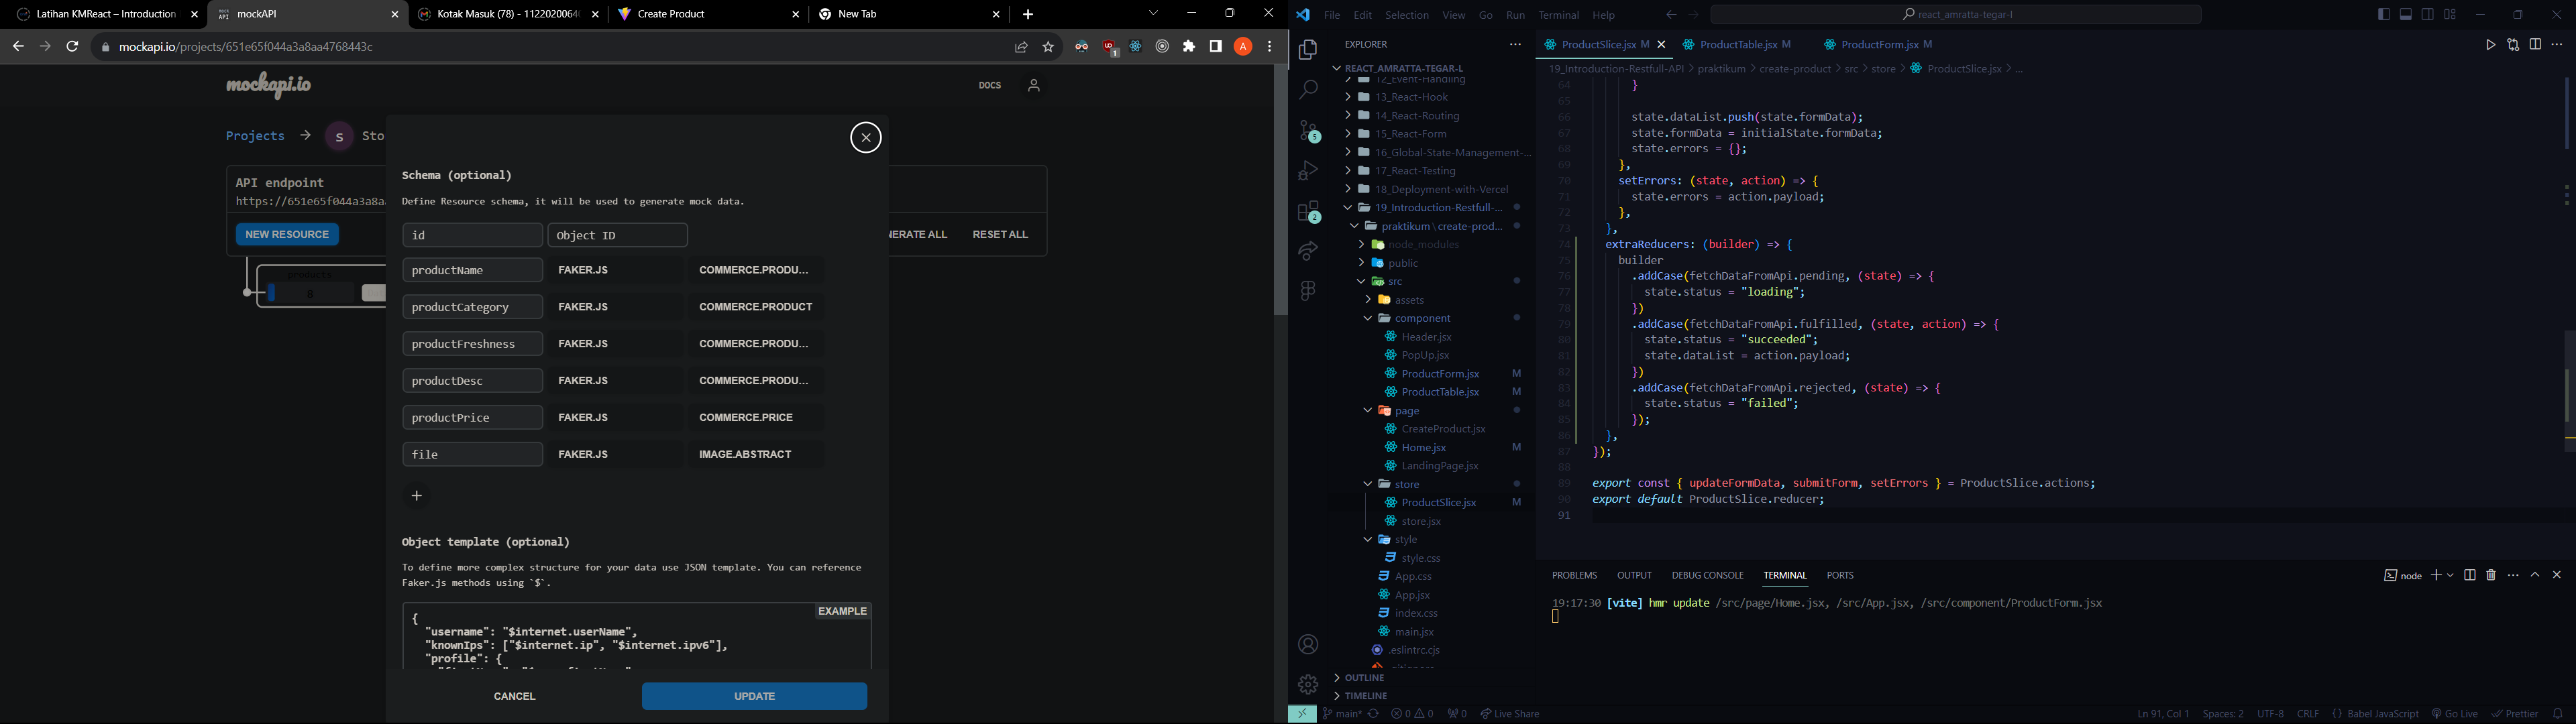 Latihan KMReact – Introduction
mockAPI
Kotak Masuk (78) - 1122020064
Create Product
New Tab
mockapi.io/projects/651e65f044a3a8aa4768443c
mockapi.io
DOCS
Projects → S Sto
API endpoint
https://651e65f044a3a8a
NEW RESOURCE
NERATE ALL
RESET ALL
products
8
Schema (optional)
Define Resource schema, it will be used to generate mock data.
id Object ID
productName FAKER.JS COMMERCE.PRODU...
productCategory FAKER.JS COMMERCE.PRODUCT
productFreshness FAKER.JS COMMERCE.PRODU...
productDesc FAKER.JS COMMERCE.PRODU...
productPrice FAKER.JS COMMERCE.PRICE
file FAKER.JS IMAGE.ABSTRACT
+
Object template (optional)
To define more complex structure for your data use JSON template. You can reference
Faker.js methods using `$`.
EXAMPLE
{
"username": "$internet.userName",
"knownIps": ["$internet.ip", "$internet.ipv6"],
"profile": {
CANCEL UPDATE
File Edit Selection View Go Run Terminal Help
react_amratta-tegar-l
EXPLORER
REACT_AMRATTA-TEGAR-L
12_Event-Handling
13_React-Hook
14_React-Routing
15_React-Form
16_Global-State-Management-...
17_React-Testing
18_Deployment-with-Vercel
19_Introduction-Restfull-...
praktikum \ create-prod...
node_modules
public
src
assets
component
Header.jsx
PopUp.jsx
ProductForm.jsx M
ProductTable.jsx M
page
CreateProduct.jsx
Home.jsx M
LandingPage.jsx
store
ProductSlice.jsx M
store.jsx
style
style.css
App.css
App.jsx
index.css
main.jsx
.eslintrc.cjs
OUTLINE
TIMELINE
ProductSlice.jsx M
ProductTable.jsx M
ProductForm.jsx M
19_Introduction-Restfull-API > praktikum > create-product > src > store > ProductSlice.jsx > ...
64 }
65
66 state.dataList.push(state.formData);
67 state.formData = initialState.formData;
68 state.errors = {};
69 },
70 setErrors: (state, action) => {
71 state.errors = action.payload;
72 },
73 },
74 extraReducers: (builder) => {
75 builder
76 .addCase(fetchDataFromApi.pending, (state) => {
77 state.status = "loading";
78 })
79 .addCase(fetchDataFromApi.fulfilled, (state, action) => {
80 state.status = "succeeded";
81 state.dataList = action.payload;
82 })
83 .addCase(fetchDataFromApi.rejected, (state) => {
84 state.status = "failed";
85 });
86 },
87 });
88
89 export const { updateFormData, submitForm, setErrors } = ProductSlice.actions;
90 export default ProductSlice.reducer;
91
PROBLEMS OUTPUT DEBUG CONSOLE TERMINAL PORTS
node
19:17:30 [vite] hmr update /src/page/Home.jsx, /src/App.jsx, /src/component/ProductForm.jsx
main* 0 0 0 Live Share
Ln 91, Col 1 Spaces: 2 UTF-8 CRLF {} Babel JavaScript Go Live Prettier